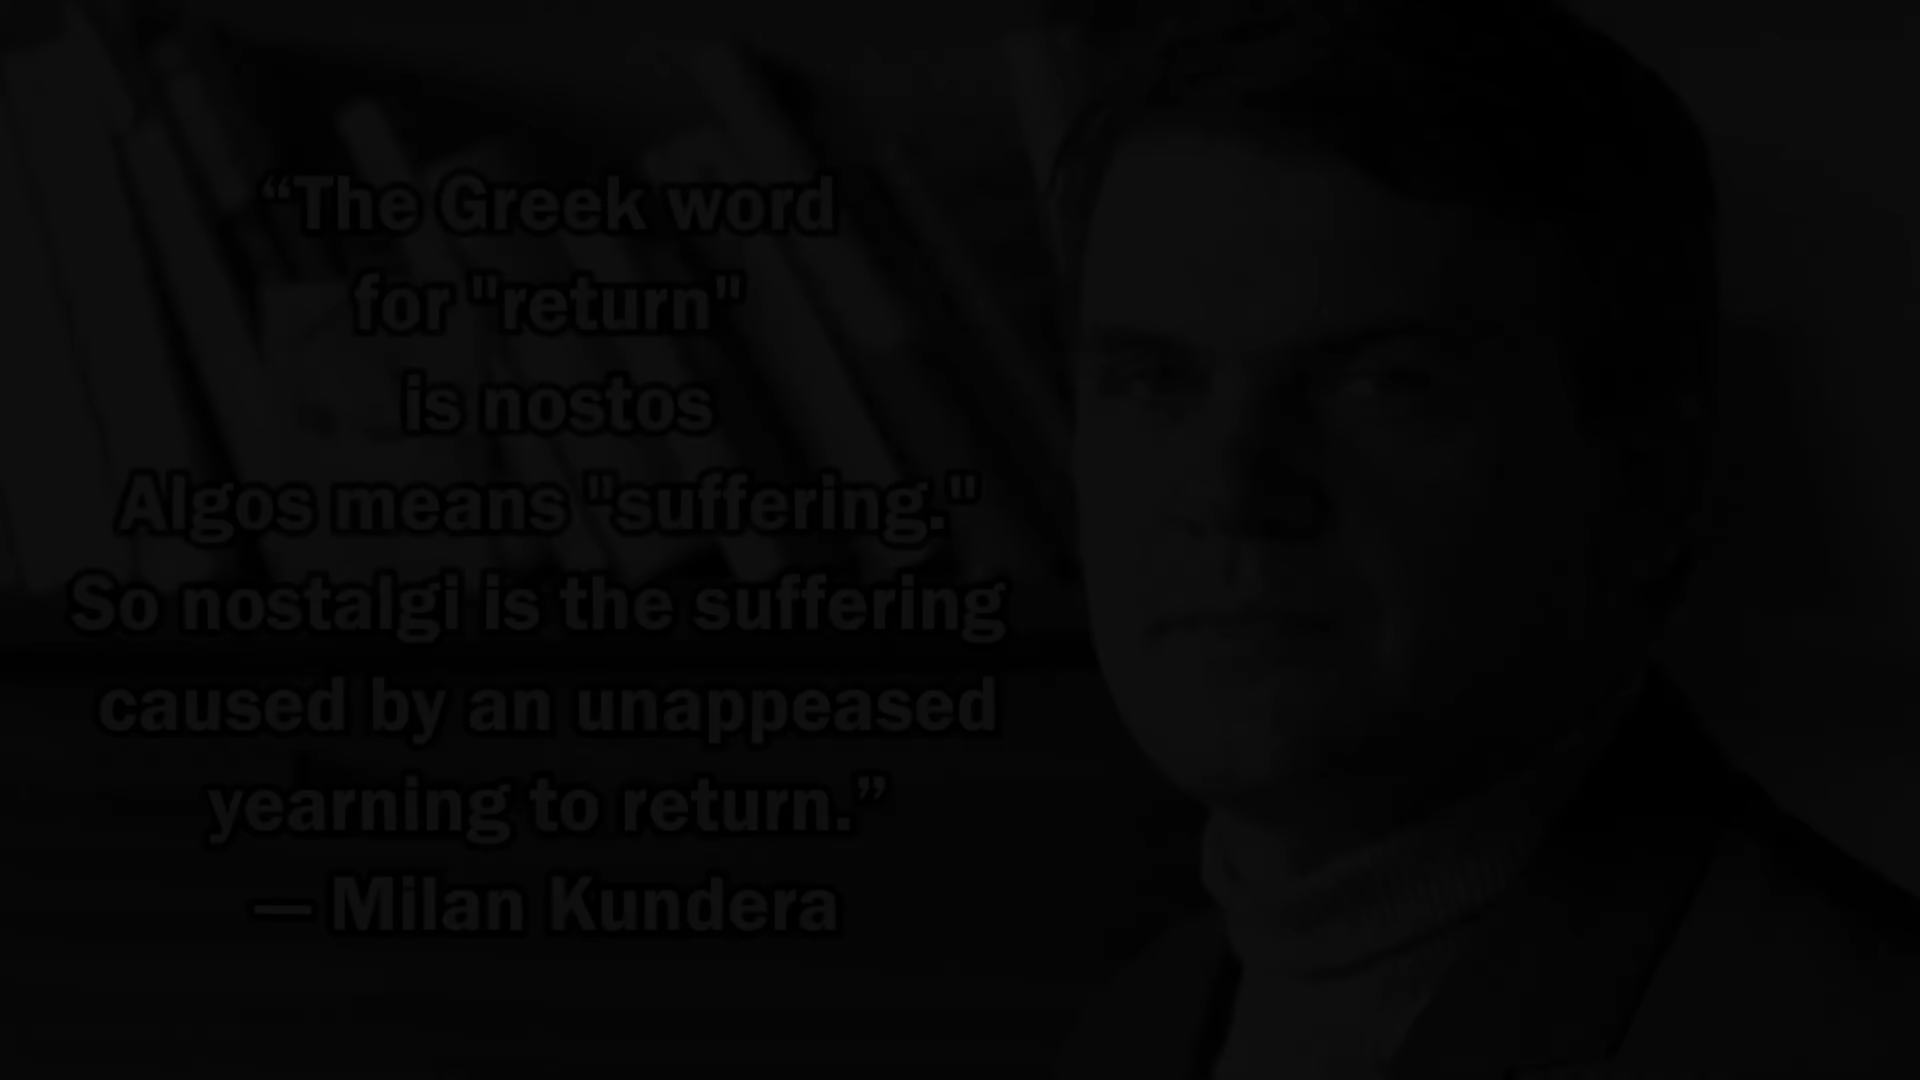 “The Greek word
for "return"
is nostos
Algos means "suffering."
So nostalgi is the suffering
caused by an unappeased
yearning to return.”
— Milan Kundera